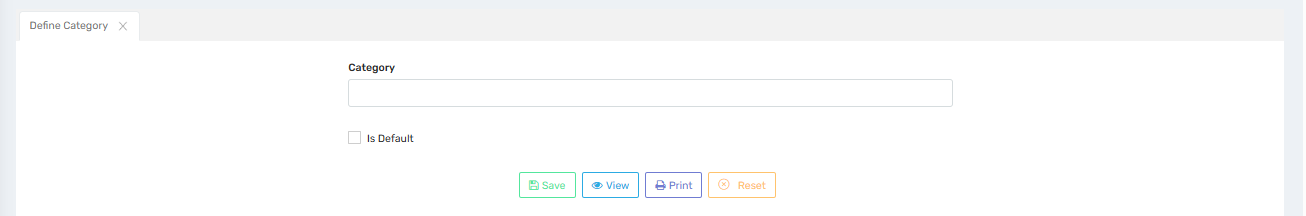 Define Category
Category
Is Default
Save View Print Reset